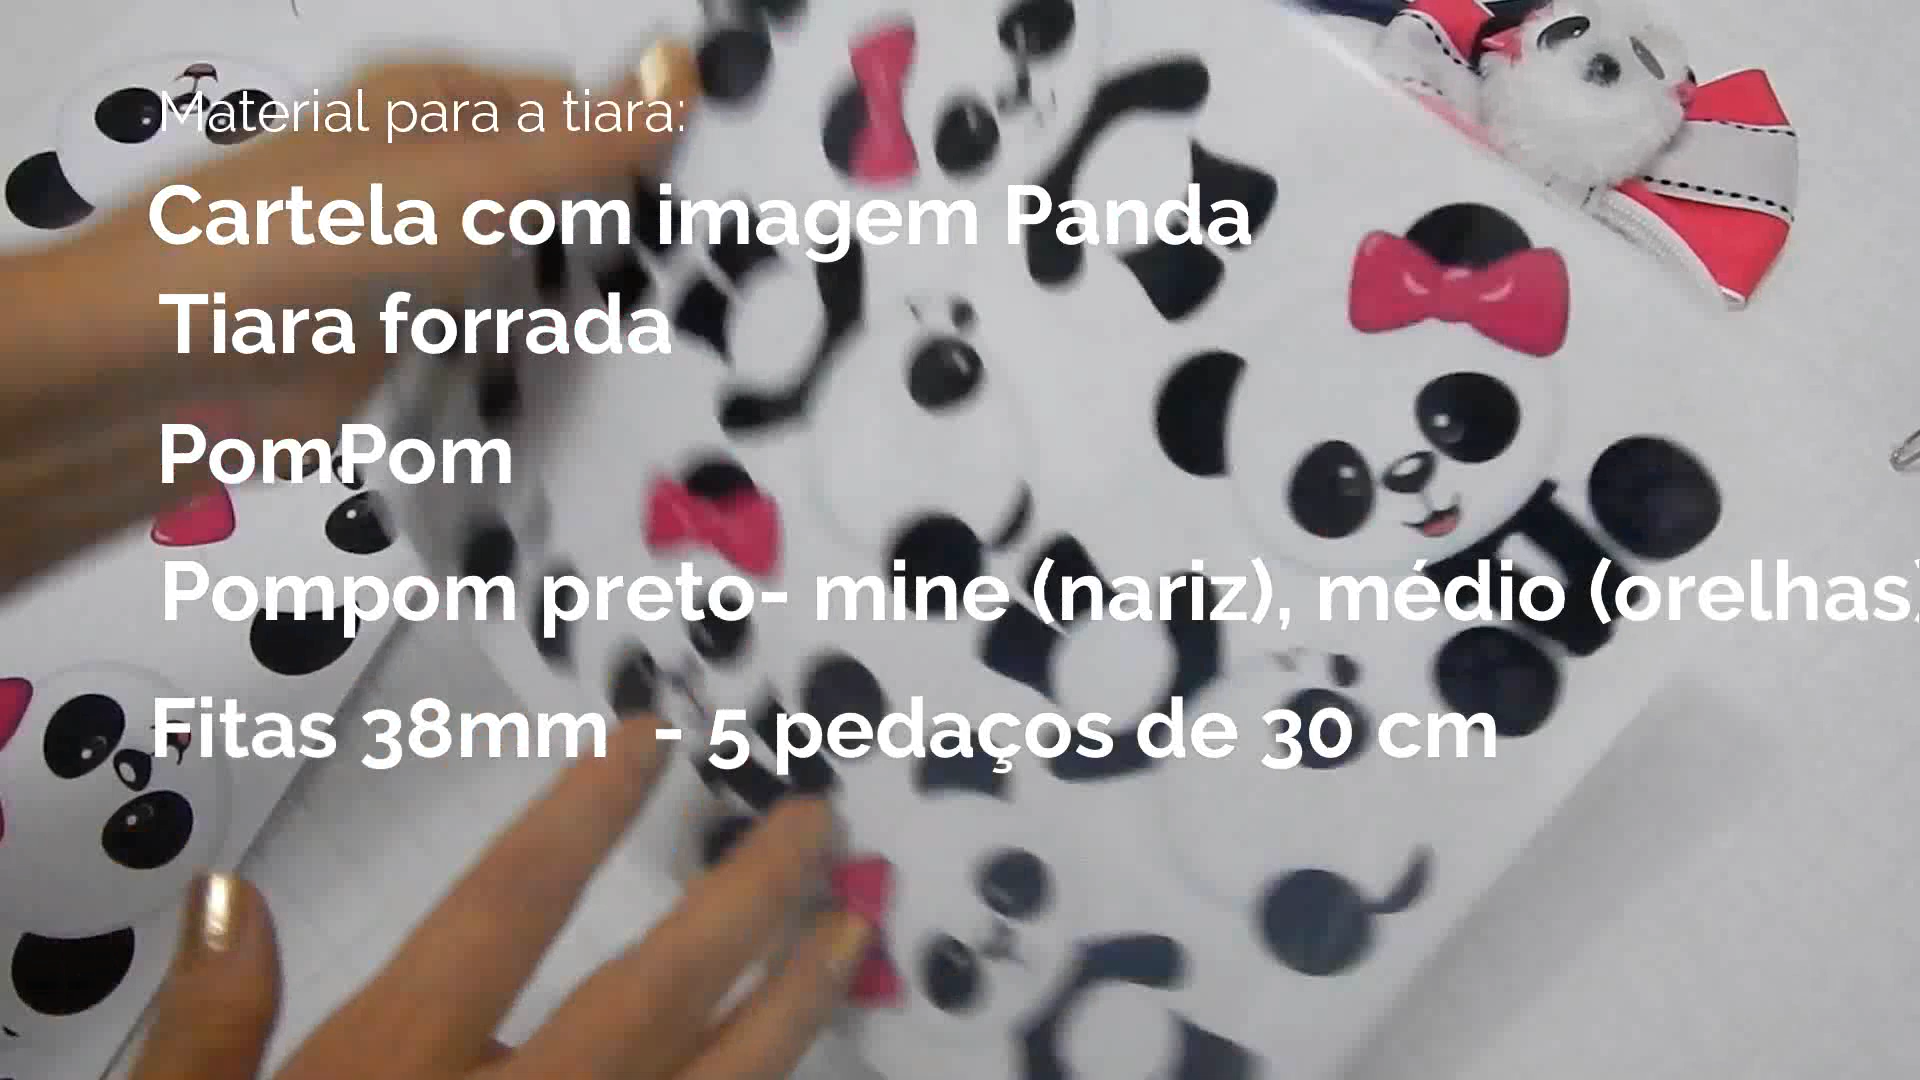 Material para a tiara:
Cartela com imagem Panda
Tiara forrada
PomPom
Pompom preto- mine (nariz), médio (orelhas)
Fitas 38mm - 5 pedaços de 30 cm